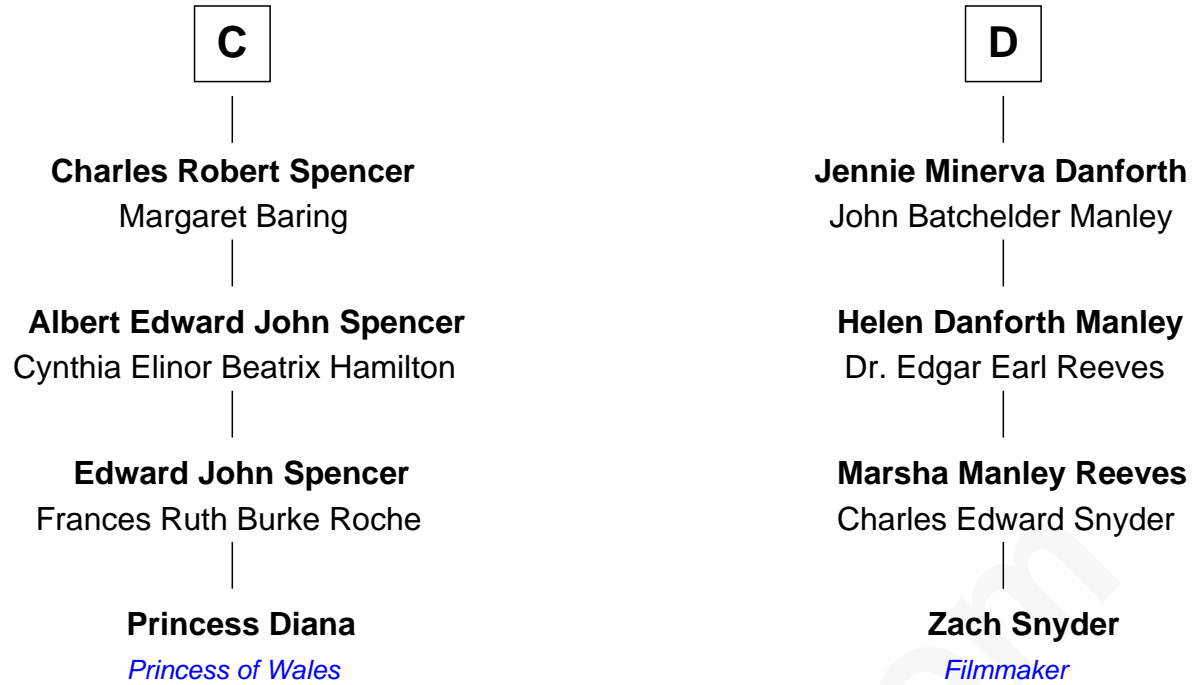 C
Charles Robert Spencer
Margaret Baring
Albert Edward John Spencer
Cynthia Elinor Beatrix Hamilton
Edward John Spencer
Frances Ruth Burke Roche
Princess Diana
Princess of Wales
D
Jennie Minerva Danforth
John Batchelder Manley
Helen Danforth Manley
Dr. Edgar Earl Reeves
Marsha Manley Reeves
Charles Edward Snyder
Zach Snyder
Filmmaker